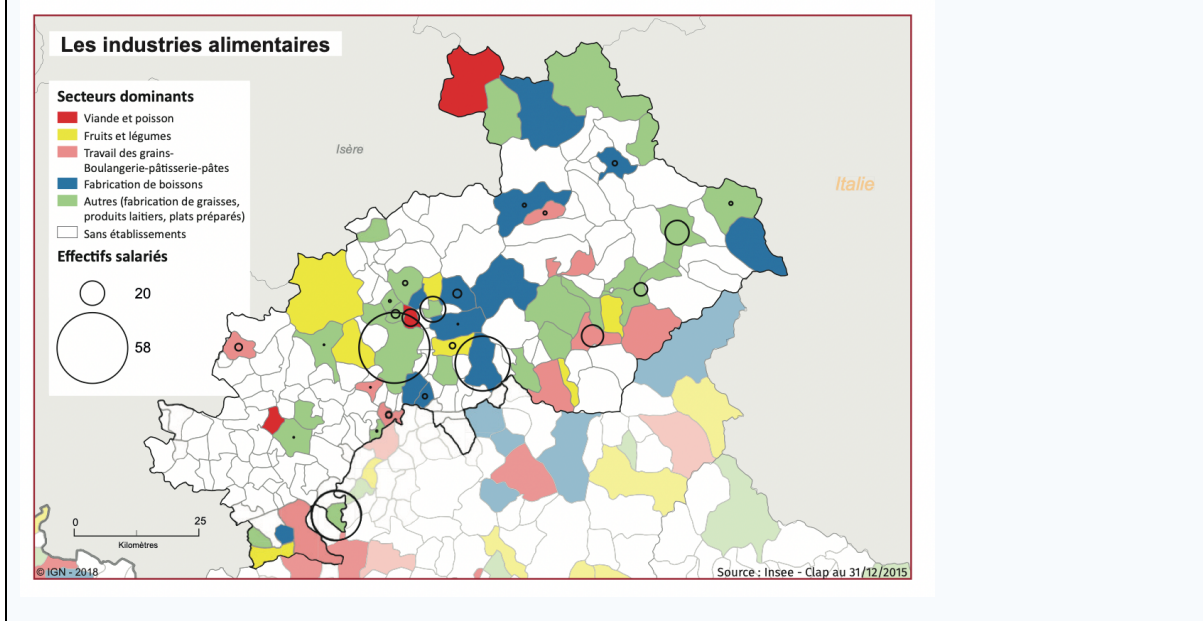 Les industries alimentaires
Secteurs dominants
Viande et poisson
Fruits et légumes
Travail des grains-
Boulangerie-pâtisserie-pâtes
Fabrication de boissons
Autres (fabrication de graisses,
produits laitiers, plats préparés)
Sans établissements
Effectifs salariés
20
58
Isère
Italie
0
25
Kilomètres
© IGN - 2018
Source : Insee - Clap au 31/12/2015